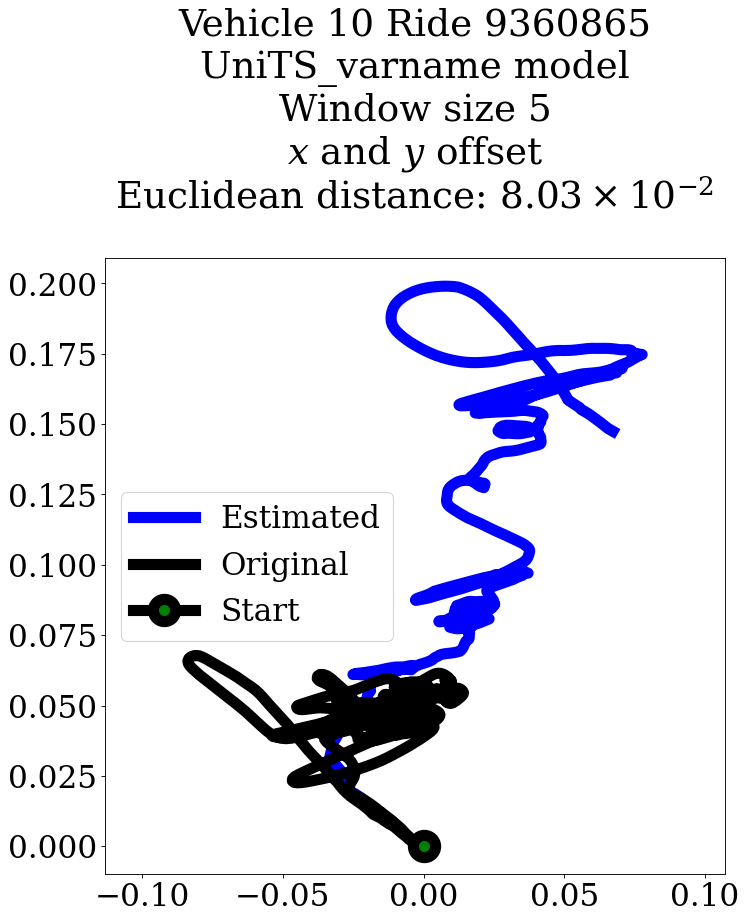 Vehicle 10 Ride 9360865
UniTS_varname model
Window size 5
x and y offset
Euclidean distance: 8.03 × 10⁻²
0.200
0.175
0.150
0.125
0.100
0.075
0.050
0.025
0.000
Estimated
Original
Start
−0.10 −0.05 0.00 0.05 0.10